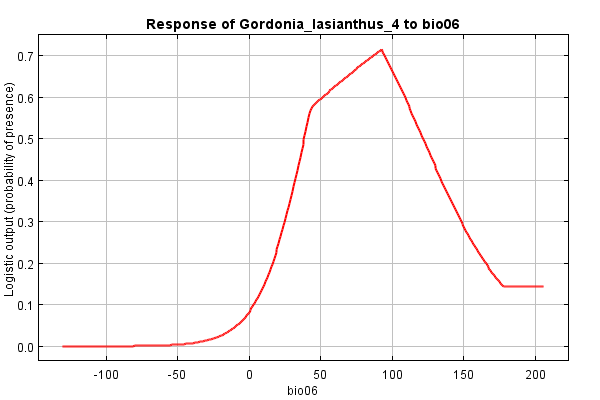 Response of Gordonia_lasianthus_4 to bio06
Logistic output (probability of presence)
0.7
0.6
0.5
0.4
0.3
0.2
0.1
0.0
-100 -50 0 50 100 150 200
bio06